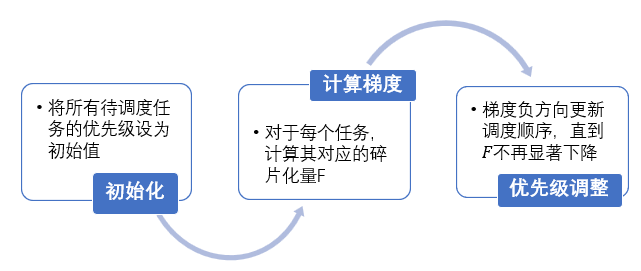 • 将所有待调度任
务的优先级设为
初始值
初始化
计算梯度
• 对于每个任务，
计算其对应的碎
片化量F
• 梯度负方向更新
调度顺序，直到
F不再显著下降
优先级调整